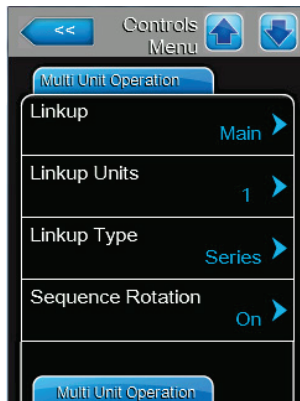 <<
Controls
Menu
Multi Unit Operation
Linkup
Main
Linkup Units
1
Linkup Type
Series
Sequence Rotation
On
Multi Unit Operation